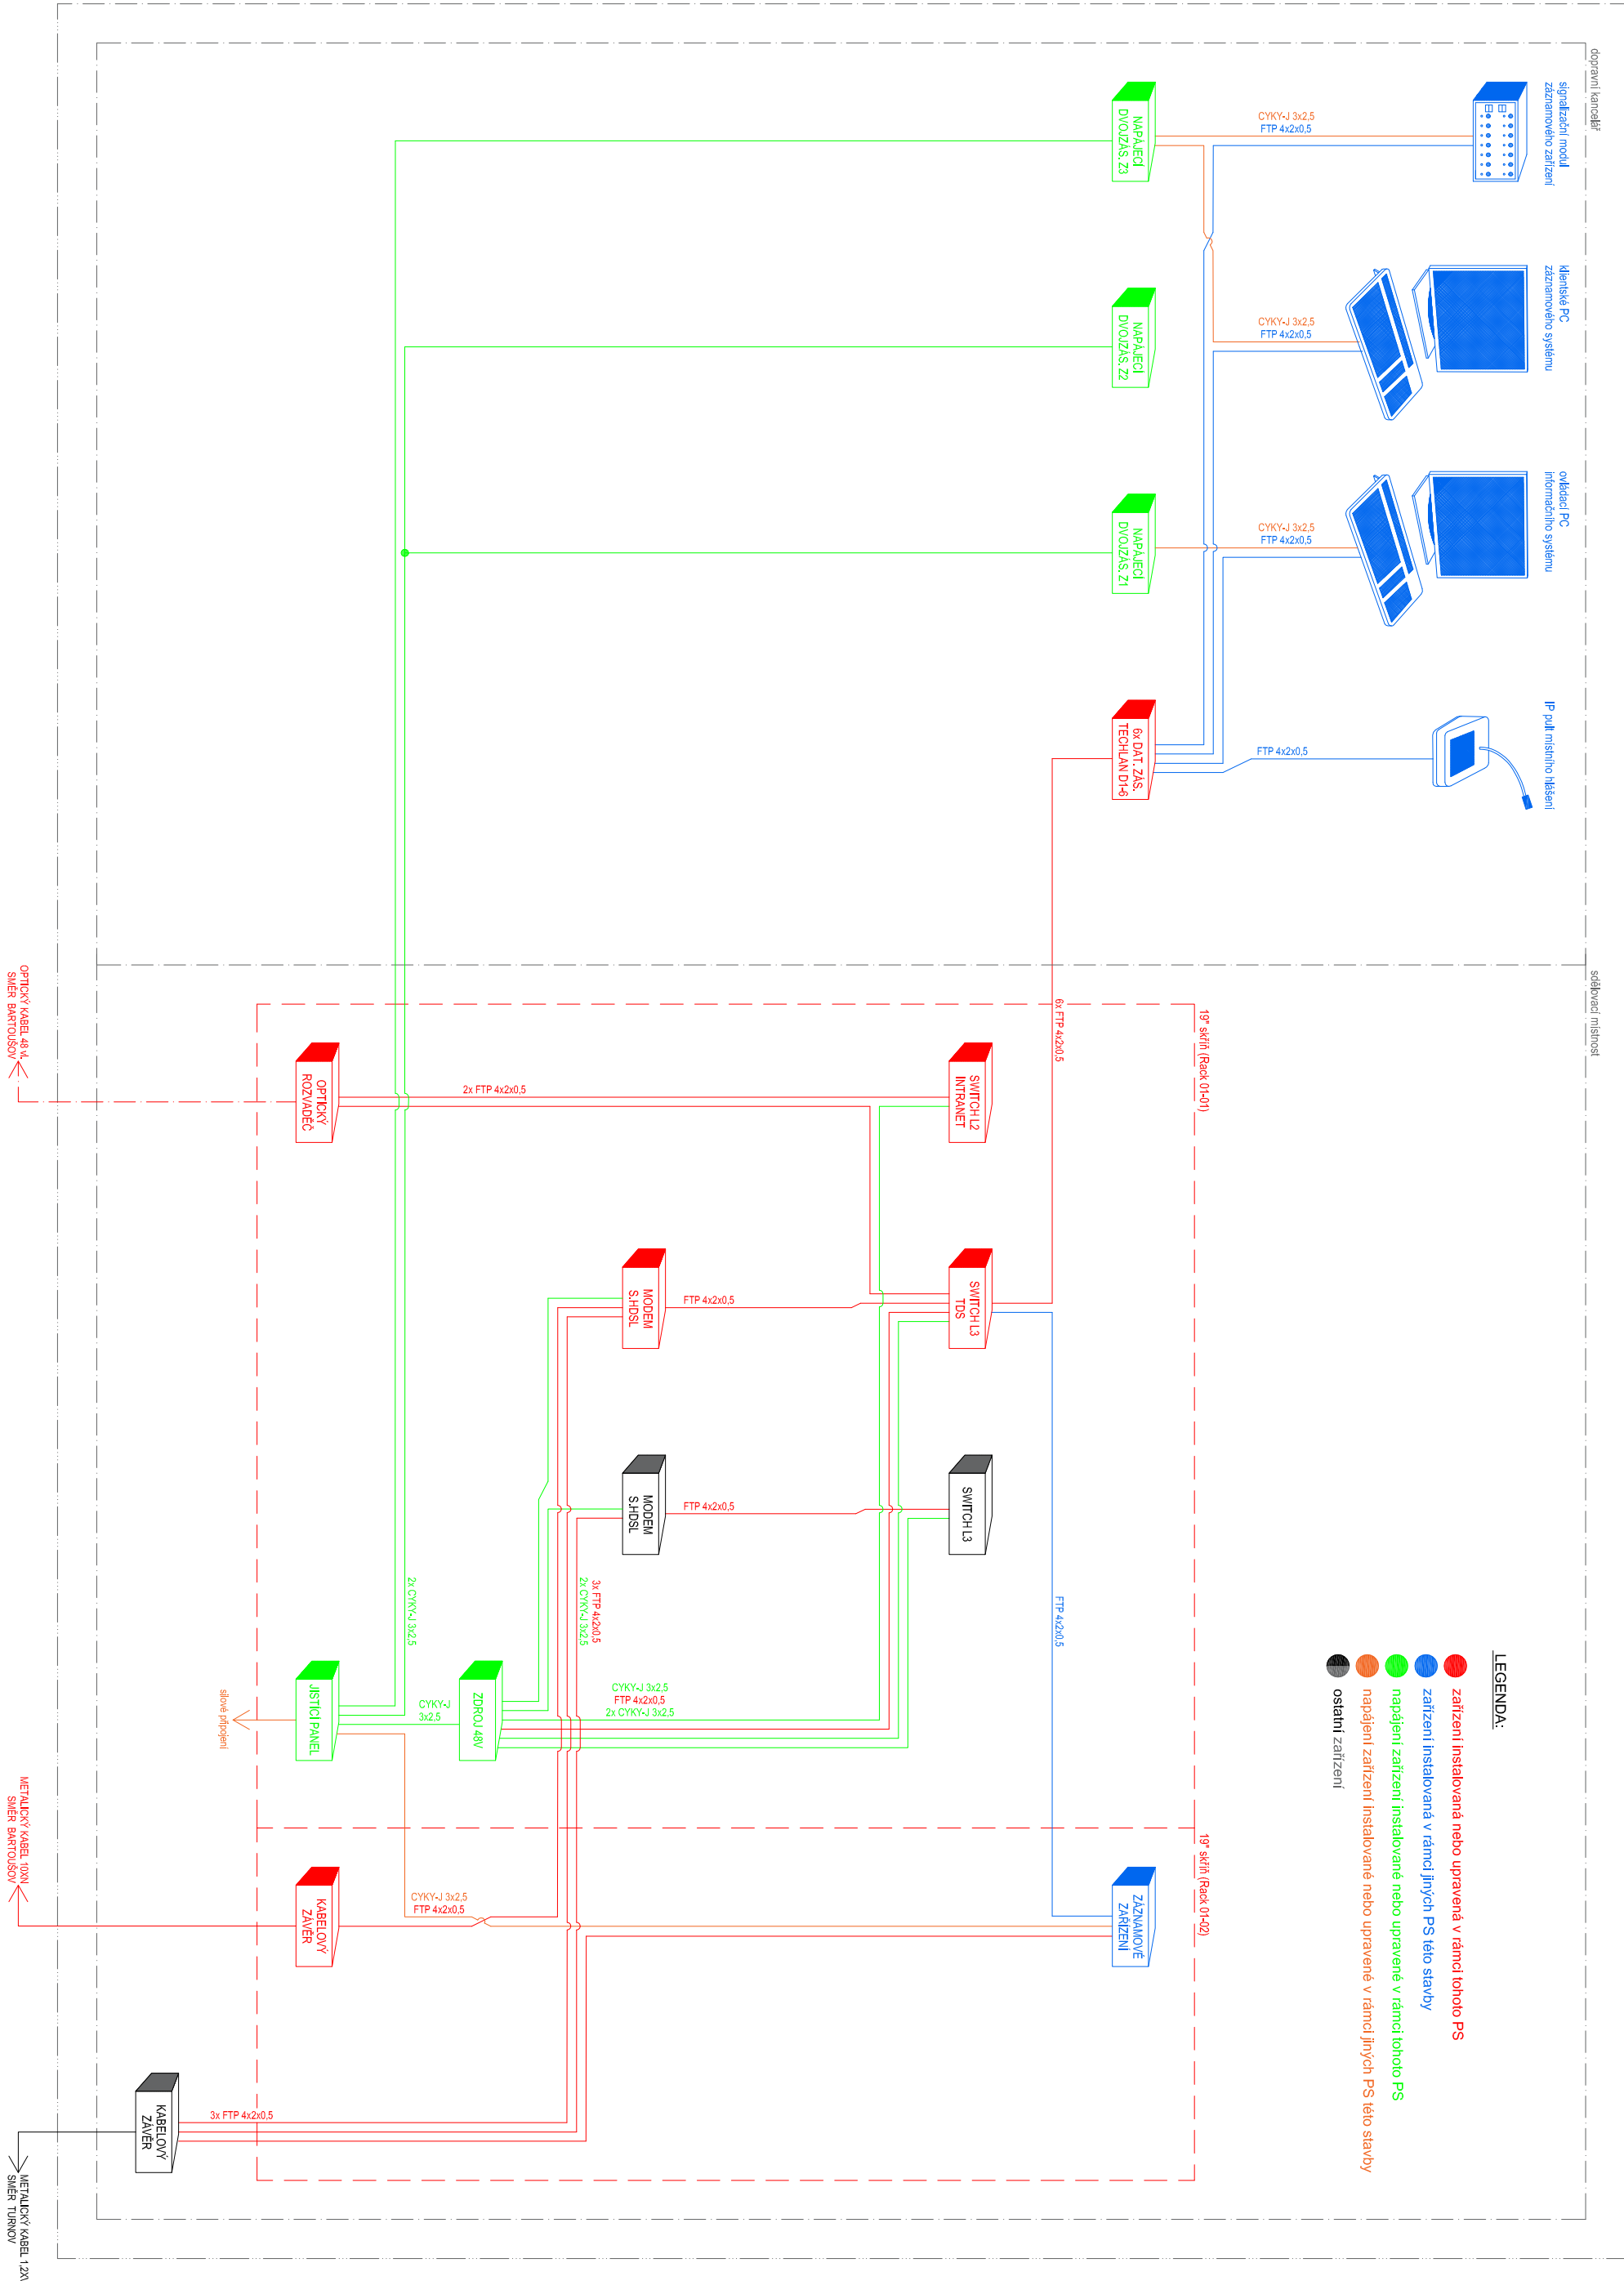 dopravní kancelář
signalizační modul
záznamového zařízení
klientské PC
záznamového systému
ovládací PC
informačního systému
IP pult místního hlášení
CYKY-J 3x2,5
FTP 4x2x0,5
CYKY-J 3x2,5
FTP 4x2x0,5
CYKY-J 3x2,5
FTP 4x2x0,5
FTP 4x2x0,5
NAPÁJECÍ
DVOJZÁS. Z3
NAPÁJECÍ
DVOJZÁS. Z2
NAPÁJECÍ
DVOJZÁS. Z1
6x DAT. ZÁS.
TECHLAN D1-6
sdělovací místnost
LEGENDA:
zařízení instalovaná nebo upravená v rámci tohoto PS
zařízení instalovaná v rámci jiných PS této stavby
napájení zařízení instalované nebo upravené v rámci tohoto PS
napájení zařízení instalované nebo upravené v rámci jiných PS této stavby
ostatní zařízení
19" skříň (Rack 01-01)
19" skříň (Rack 01-02)
6x FTP 4x2x0,5
FTP 4x2x0,5
SWITCH L2
INTRANET
SWITCH L3
TDS
SWITCH L3
ZÁZNAMOVÉ
ZAŘÍZENÍ
2x FTP 4x2x0,5
FTP 4x2x0,5
FTP 4x2x0,5
MODEM
S.HDSL
MODEM
S.HDSL
3x FTP 4x2x0,5
2x CYKY-J 3x2,5
CYKY-J 3x2,5
FTP 4x2x0,5
2x CYKY-J 3x2,5
2x CYKY-J 3x2,5
CYKY-J
3x2,5
ZDROJ 48V
CYKY-J 3x2,5
FTP 4x2x0,5
OPTICKÝ
ROZVADĚČ
JISTÍCÍ PANEL
KABELOVÝ
ZÁVĚR
silové připojení
3x FTP 4x2x0,5
KABELOVÝ
ZÁVĚR
OPTICKÝ KABEL 48 vl.
SMĚR BARTOUŠOV
METALICKÝ KABEL 10XN
SMĚR BARTOUŠOV
METALICKÝ KABEL 1,2X
SMĚR TURNOV